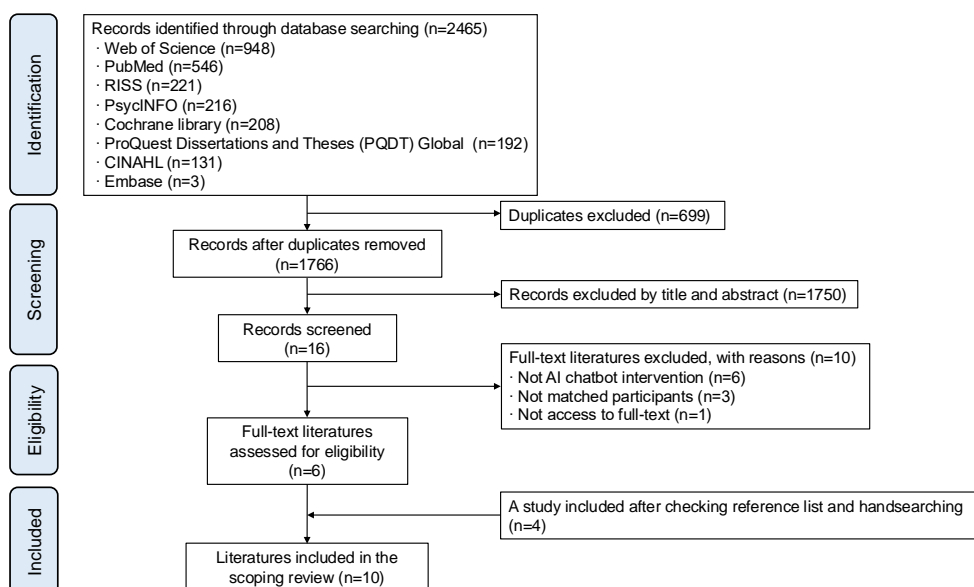 Identification
Records identified through database searching (n=2465)
· Web of Science (n=948)
· PubMed (n=546)
· RISS (n=221)
· PsycINFO (n=216)
· Cochrane library (n=208)
· ProQuest Dissertations and Theses (PQDT) Global (n=192)
· CINAHL (n=131)
· Embase (n=3)
Screening
Duplicates excluded (n=699)
Records after duplicates removed
(n=1766)
Records excluded by title and abstract (n=1750)
Records screened
(n=16)
Eligibility
Full-text literatures excluded, with reasons (n=10)
· Not AI chatbot intervention (n=6)
· Not matched participants (n=3)
· Not access to full-text (n=1)
Full-text literatures
assessed for eligibility
(n=6)
Included
A study included after checking reference list and handsearching
(n=4)
Literatures included in the
scoping review (n=10)